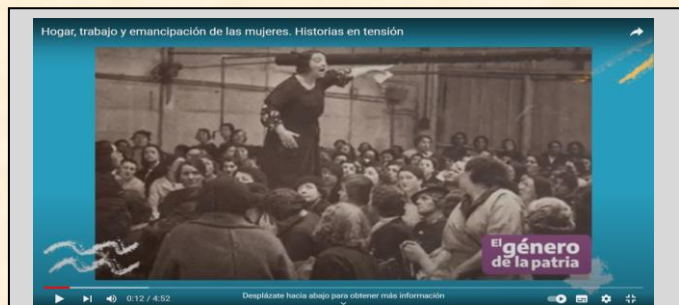 Hogar, trabajo y emancipación de las mujeres. Historias en tensión
El género
de la patria
0:12 / 4:52
Desplázate hacia abajo para obtener más información